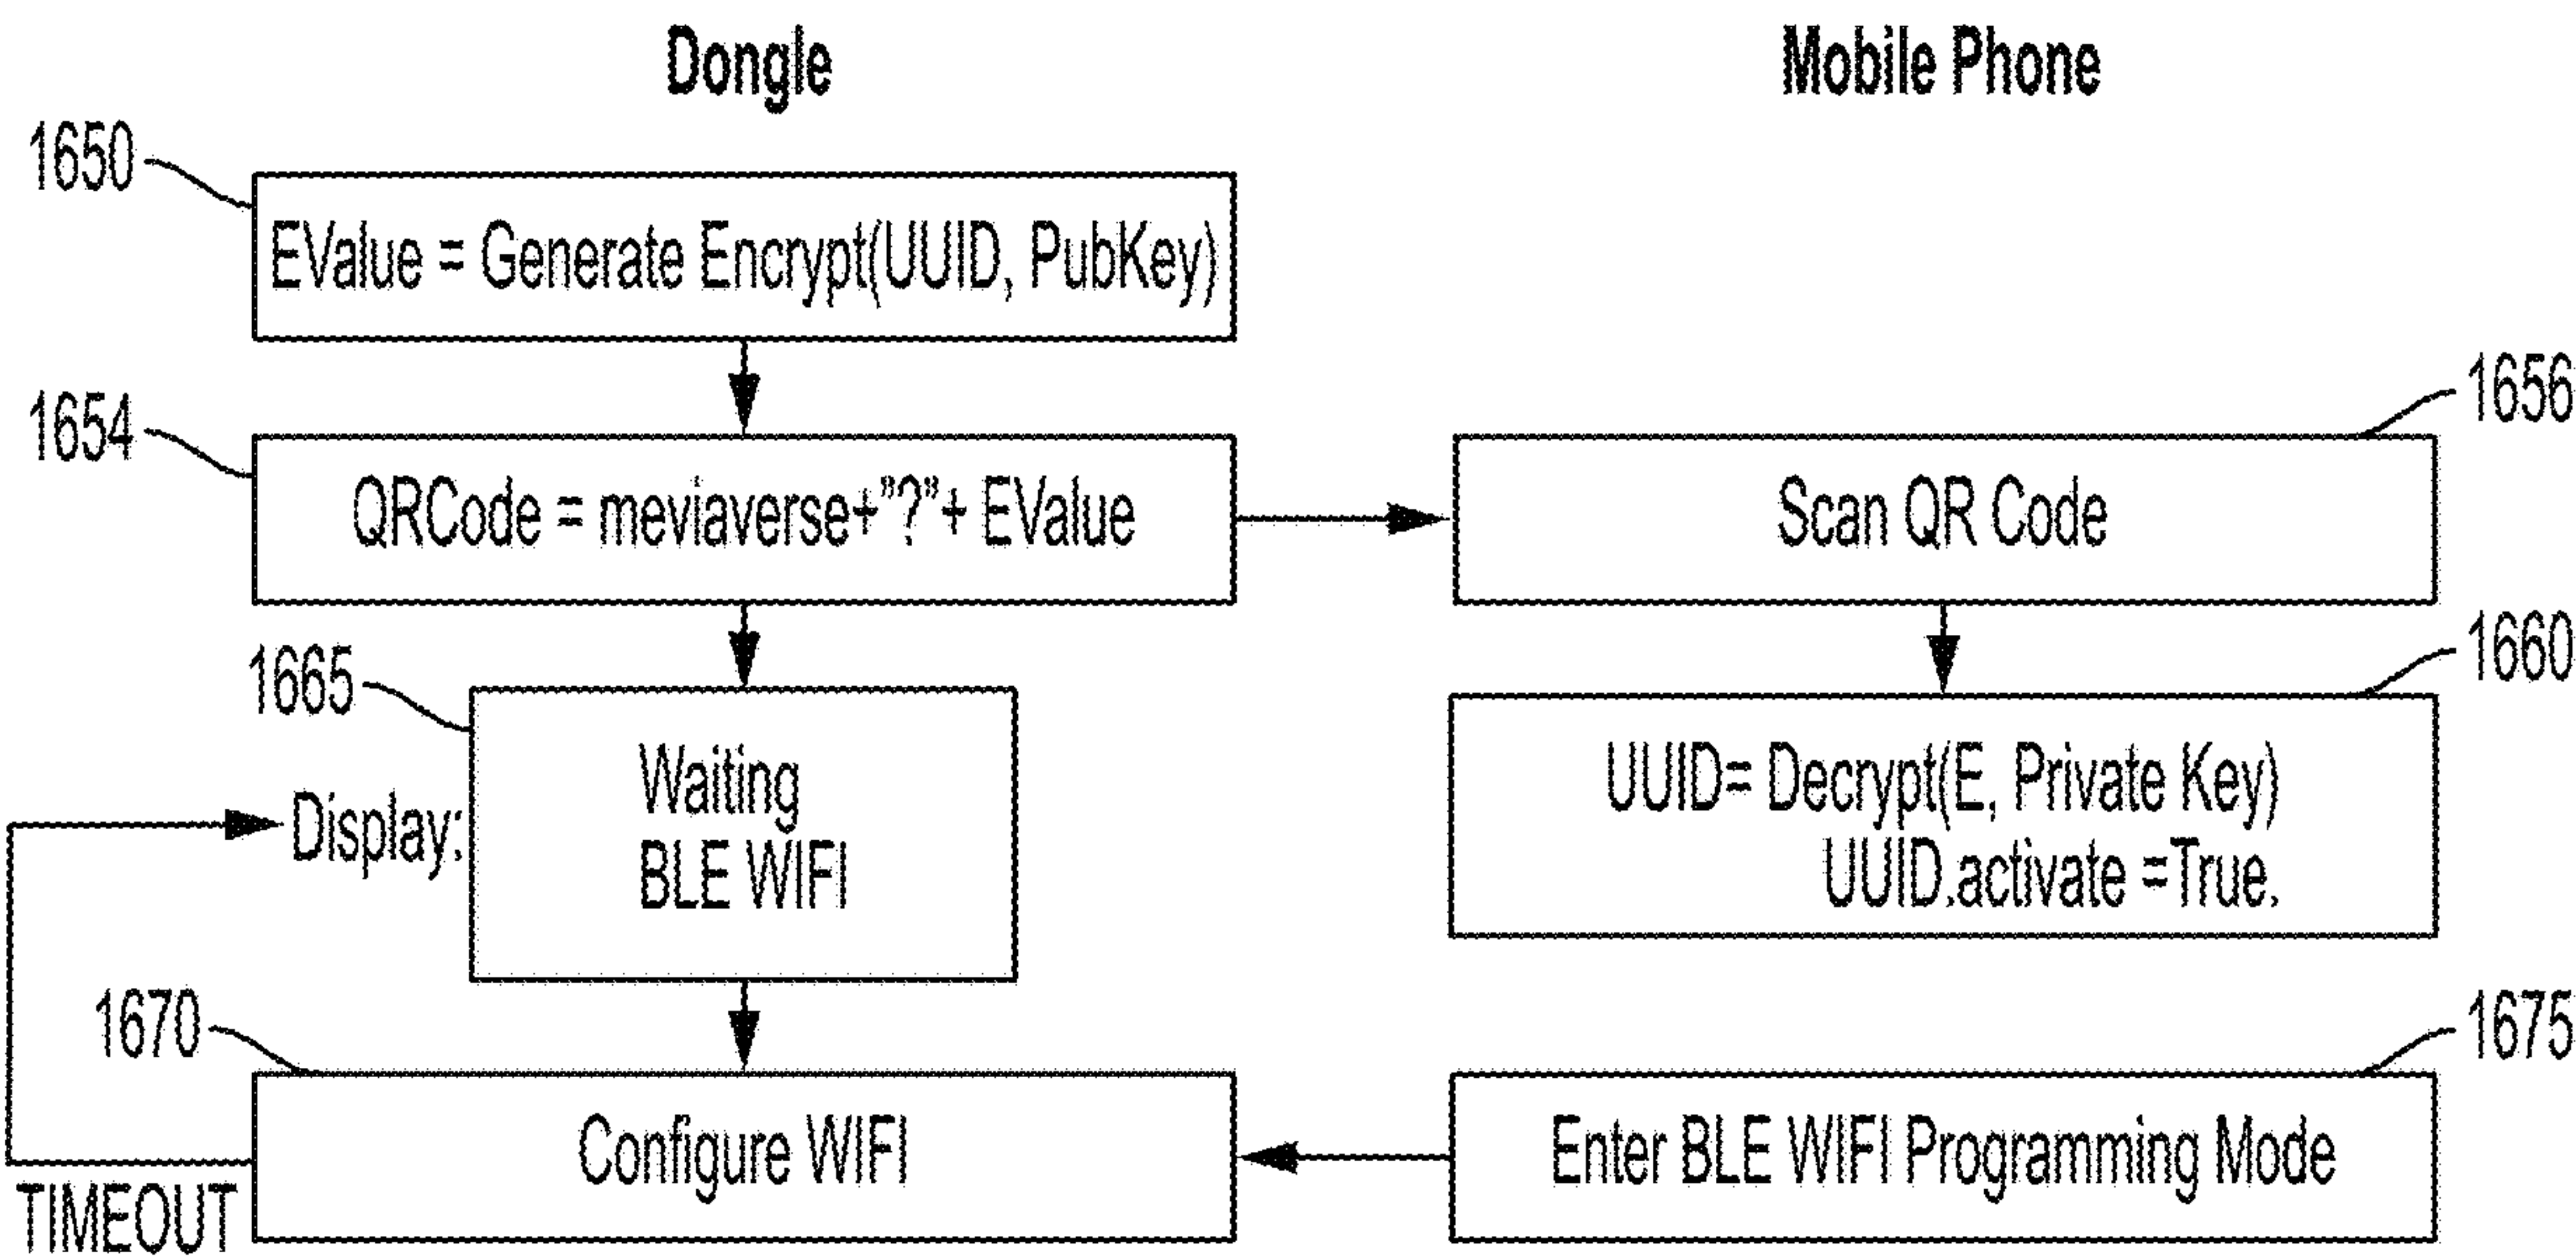 Dongle
Mobile Phone
1650
EValue = Generate Encrypt(UUID, PubKey)
1654
QRCode = meviaverse+"?"+ EValue
1656
Scan QR Code
1660
UUID= Decrypt(E, Private Key)
UUID.activate =True.
1665
Display:
Waiting
BLE WIFI
1670
Configure WIFI
TIMEOUT
1675
Enter BLE WIFI Programming Mode